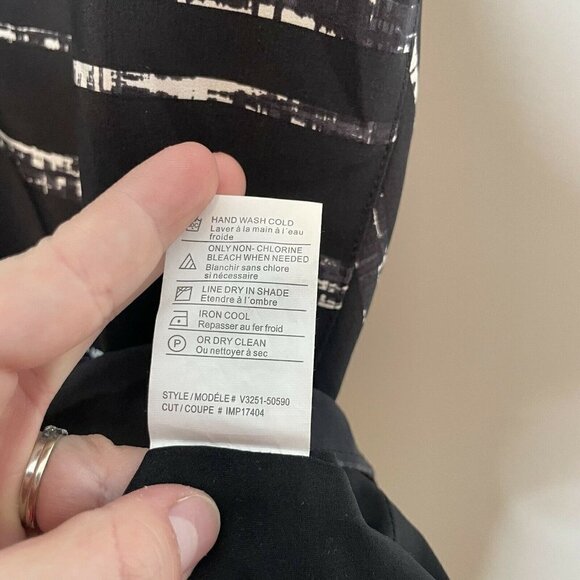 HAND WASH COLD
Laver à la main à l'eau
froide
ONLY NON- CHLORINE
BLEACH WHEN NEEDED
Blanchir sans chlore
si nécessaire
LINE DRY IN SHADE
Etendre à l'ombre
IRON COOL
Repasser au fer froid
P OR DRY CLEAN
Ou nettoyer à sec
STYLE / MODÉLE # V3251-50590
CUT / COUPE # IMP17404